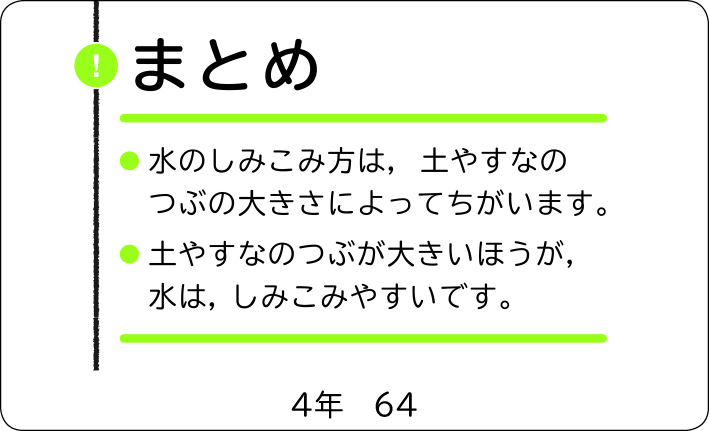 !
まとめ
●水のしみこみ方は， 土やすなの
つぶの大きさによってちがいます。
●土やすなのつぶが大きいほうが，
水は，しみこみやすいです。
4年　64